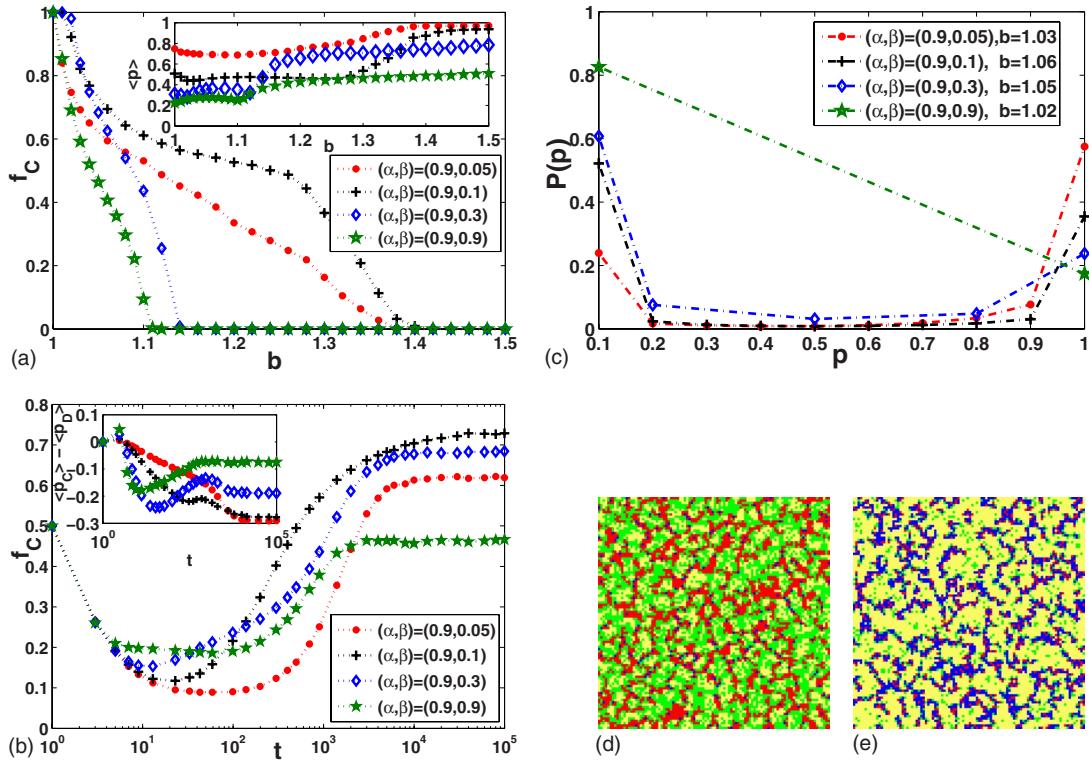 1
0.8
0.6
0.4
0.2
0
f_C
1
0.8
0.6
0.4
0.2
0
<p>
1
1.1
1.2
1.3
1.4
1.5
b
(α,β)=(0.9,0.05)
(α,β)=(0.9,0.1)
(α,β)=(0.9,0.3)
(α,β)=(0.9,0.9)
1
1.1
1.2
1.3
1.4
1.5
(a)
b
1
0.8
0.6
0.4
0.2
0
P(p)
(α,β)=(0.9,0.05),b=1.03
(α,β)=(0.9,0.1), b=1.06
(α,β)=(0.9,0.3), b=1.05
(α,β)=(0.9,0.9), b=1.02
0.1
0.2
0.3
0.4
0.5
0.6
0.7
0.8
0.9
1
(c)
p
0.8
0.7
0.6
0.5
0.4
0.3
0.2
0.1
0
f_C
0.1
0
−0.1
−0.2
−0.3
<p_C> − <p_D>
10^0
10^5
t
(α,β)=(0.9,0.05)
(α,β)=(0.9,0.1)
(α,β)=(0.9,0.3)
(α,β)=(0.9,0.9)
10^0
10^1
10^2
10^3
10^4
10^5
(b)
t
(d)
(e)